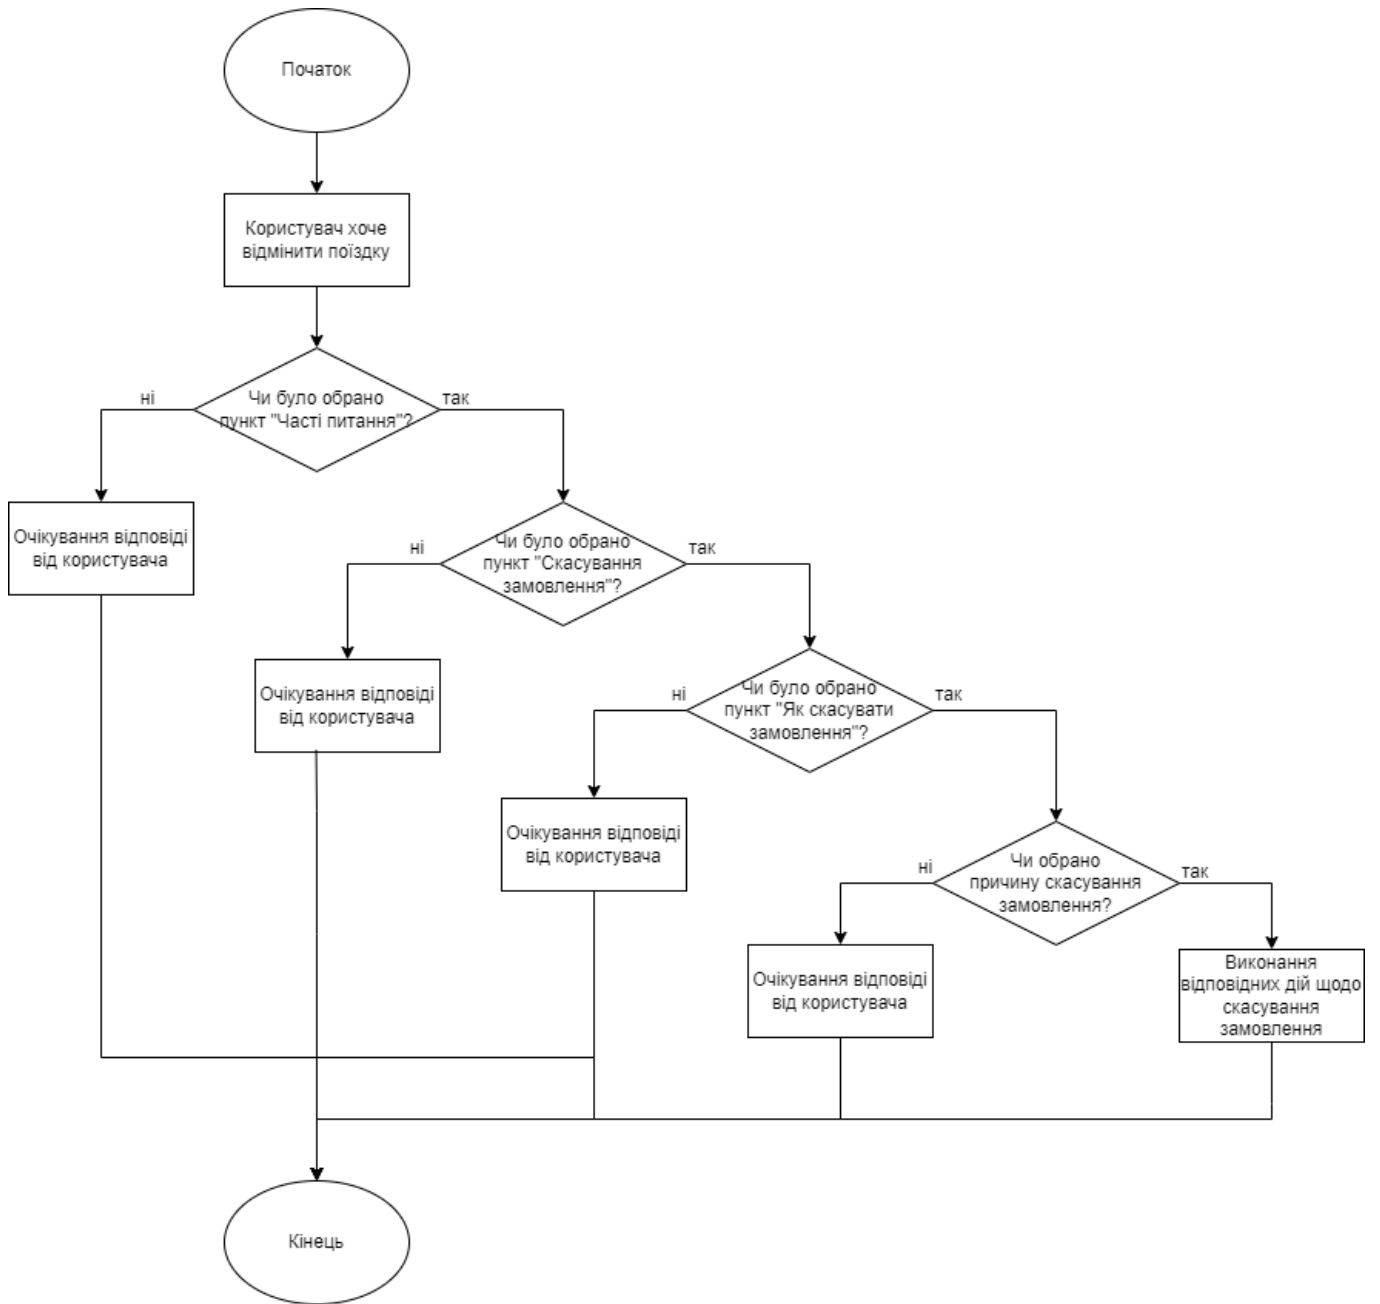 Початок
Користувач хоче
відмінити поїздку
Чи було обрано
пункт "Часті питання"?
ні
так
Очікування відповіді
від користувача
Чи було обрано
пункт "Скасування
замовлення"?
ні
так
Очікування відповіді
від користувача
Чи було обрано
пункт "Як скасувати
замовлення"?
ні
так
Очікування відповіді
від користувача
Чи обрано
причину скасування
замовлення?
ні
так
Очікування відповіді
від користувача
Виконання
відповідних дій щодо
скасування
замовлення
Кінець